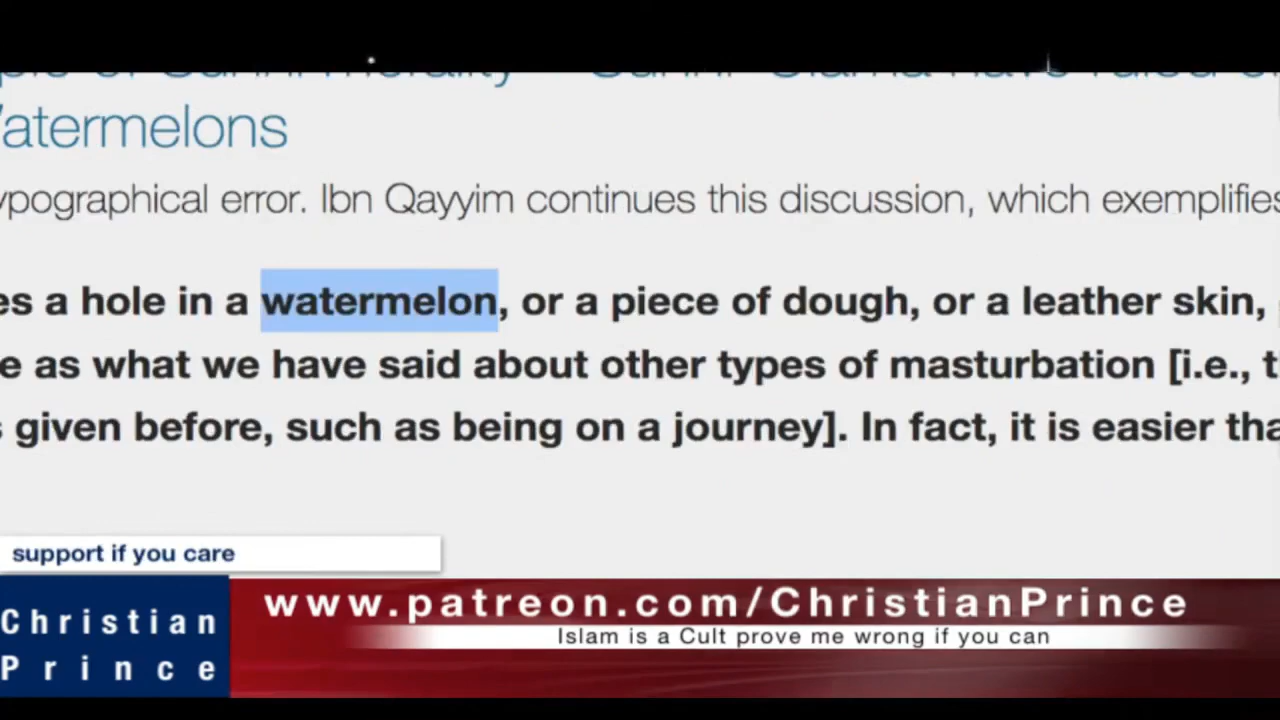 Watermelons
typographical error. Ibn Qayyim continues this discussion, which exemplifies
es a hole in a watermelon, or a piece of dough, or a leather skin,
e as what we have said about other types of masturbation [i.e., t
s given before, such as being on a journey]. In fact, it is easier tha
support if you care
Christian
Prince
www.patreon.com/ChristianPrince
Islam is a Cult prove me wrong if you can